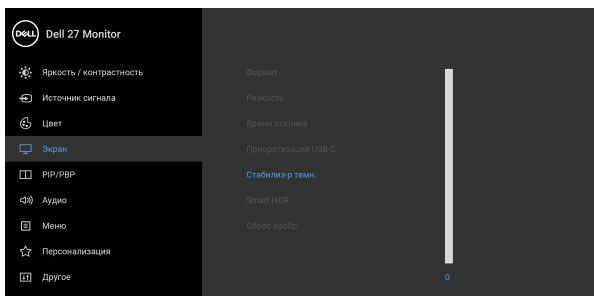 DELL
Dell 27 Monitor
Яркость / контрастность
Источник сигнала
Цвет
Экран
PIP/PBP
Аудио
Меню
Персонализация
Другое
Формат
Резкость
Время отклика
Приоретизация USB-C
Стабилиз-р темн.
Smart HDR
Сброс изобр.
0